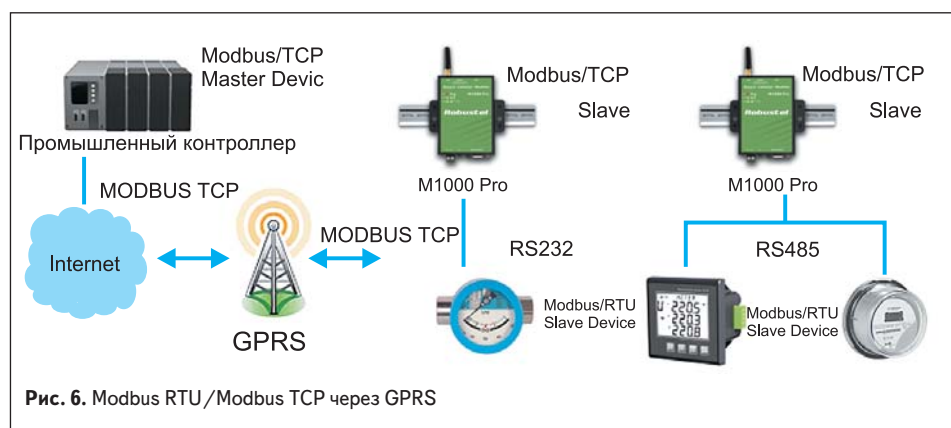 Modbus/TCP
Master Devic
Промышленный контроллер
MODBUS TCP
Internet
GPRS
MODBUS TCP
Robustel
Modbus/TCP
Slave
M1000 Pro
RS232
Modbus/RTU
Slave Device
Robustel
Modbus/TCP
Slave
M1000 Pro
RS485
Modbus/RTU
Slave Device
Рис. 6. Modbus RTU/Modbus TCP через GPRS